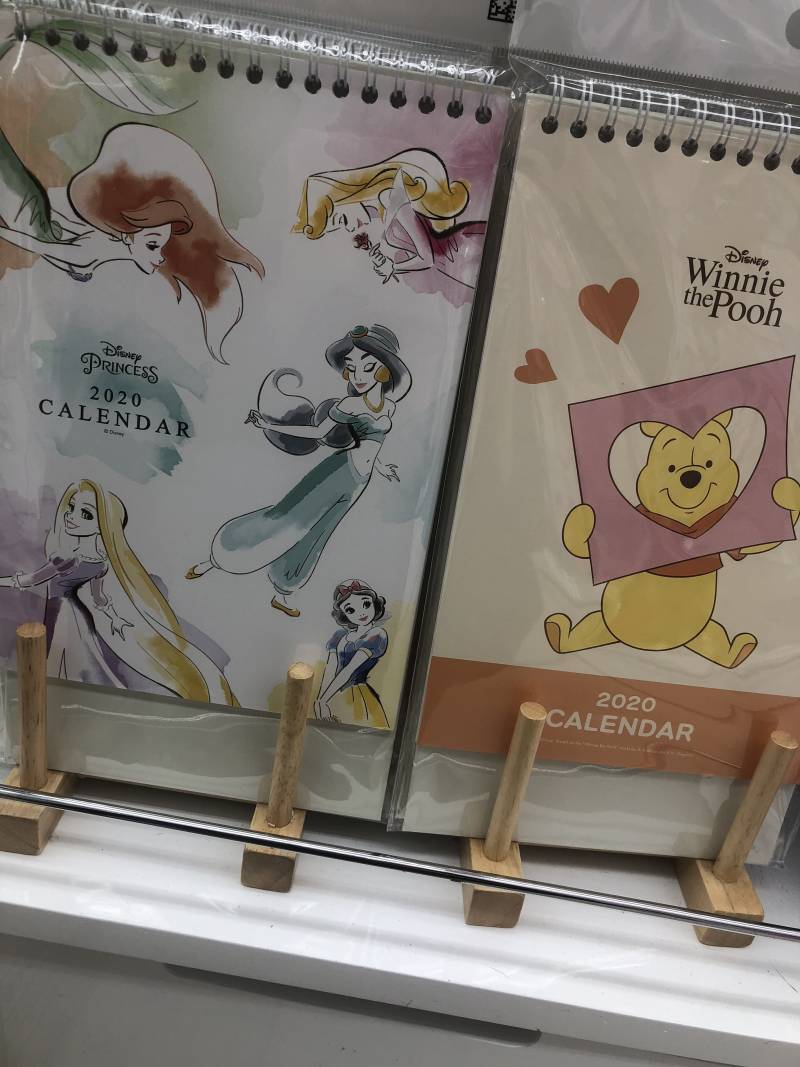 Disney
PRINCESS
2020
CALENDAR
© Disney
Disney
Winnie
the Pooh
2020
CALENDAR